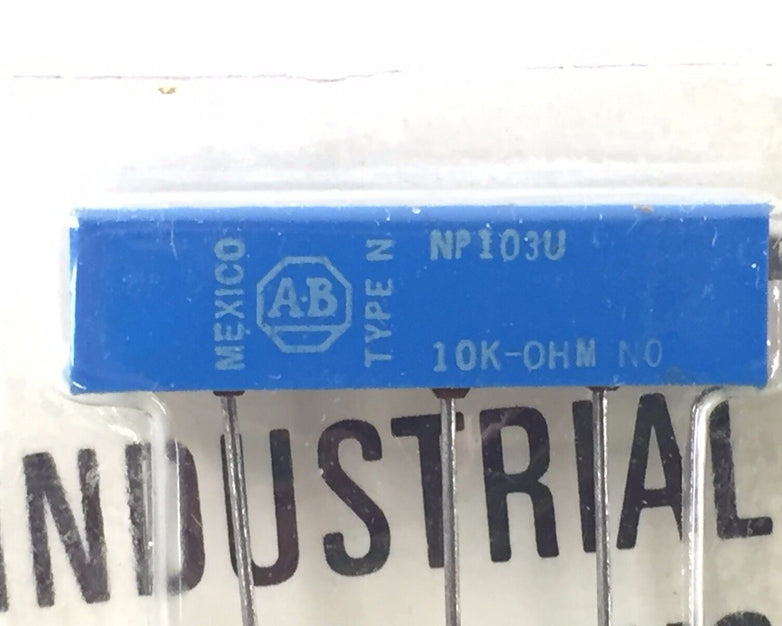 MEXICO
A·B
TYPE N
NP103U
10K-OHM NO
INDUSTRIAL